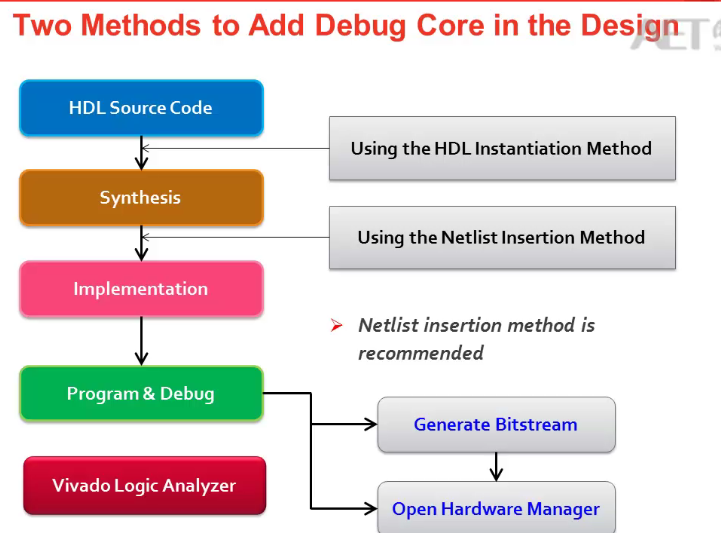 Two Methods to Add Debug Core in the Design
AET
HDL Source Code
Using the HDL Instantiation Method
Synthesis
Using the Netlist Insertion Method
Implementation
Netlist insertion method is
recommended
Program & Debug
Generate Bitstream
Vivado Logic Analyzer
Open Hardware Manager